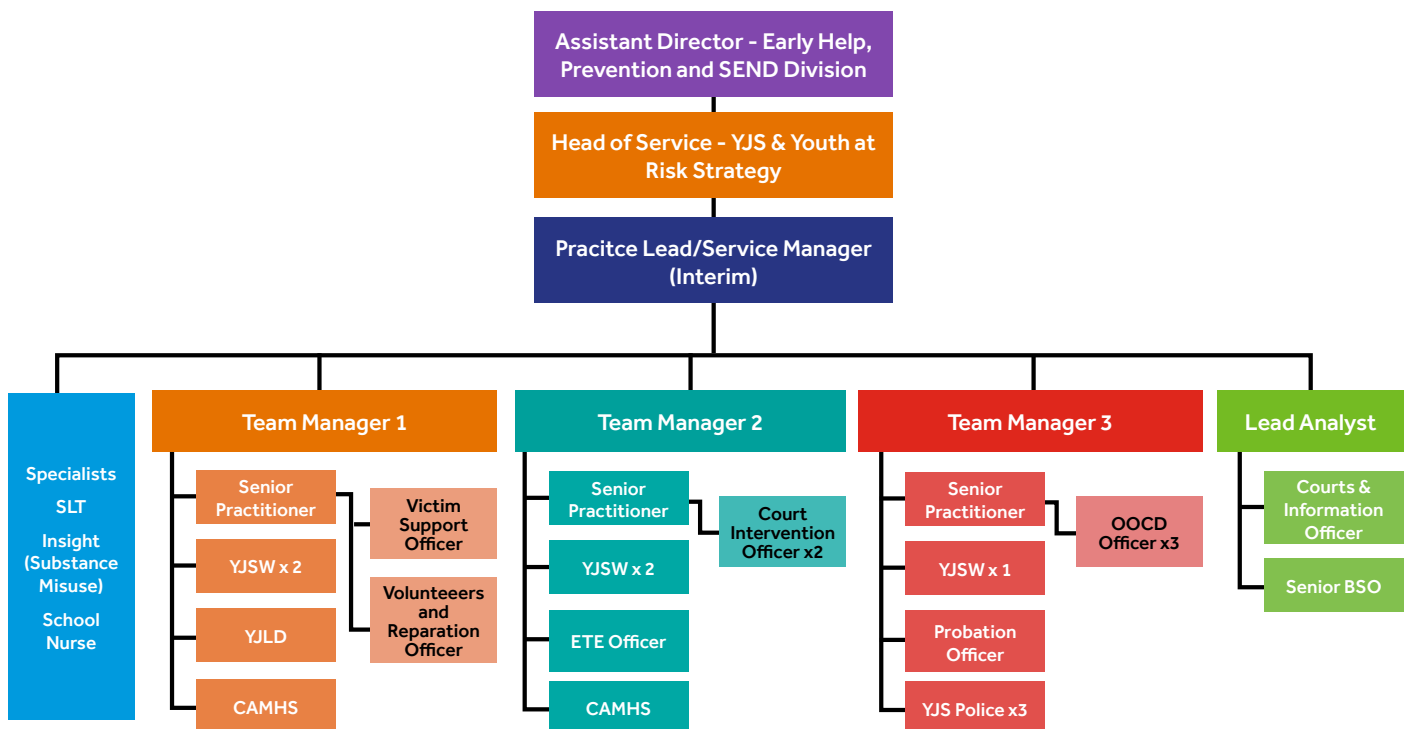 Assistant Director - Early Help,
Prevention and SEND Division
Head of Service - YJS & Youth at
Risk Strategy
Pracitce Lead/Service Manager
(Interim)
Specialists
SLT
Insight
(Substance
Misuse)
School
Nurse
Team Manager 1
Senior
Practitioner
Victim
Support
Officer
YJSW x 2
Volunteeers
and
Reparation
Officer
YJLD
CAMHS
Team Manager 2
Senior
Practitioner
Court
Intervention
Officer x2
YJSW x 2
ETE Officer
CAMHS
Team Manager 3
Senior
Practitioner
OOCD
Officer x3
YJSW x 1
Probation
Officer
YJS Police x3
Lead Analyst
Courts &
Information
Officer
Senior BSO